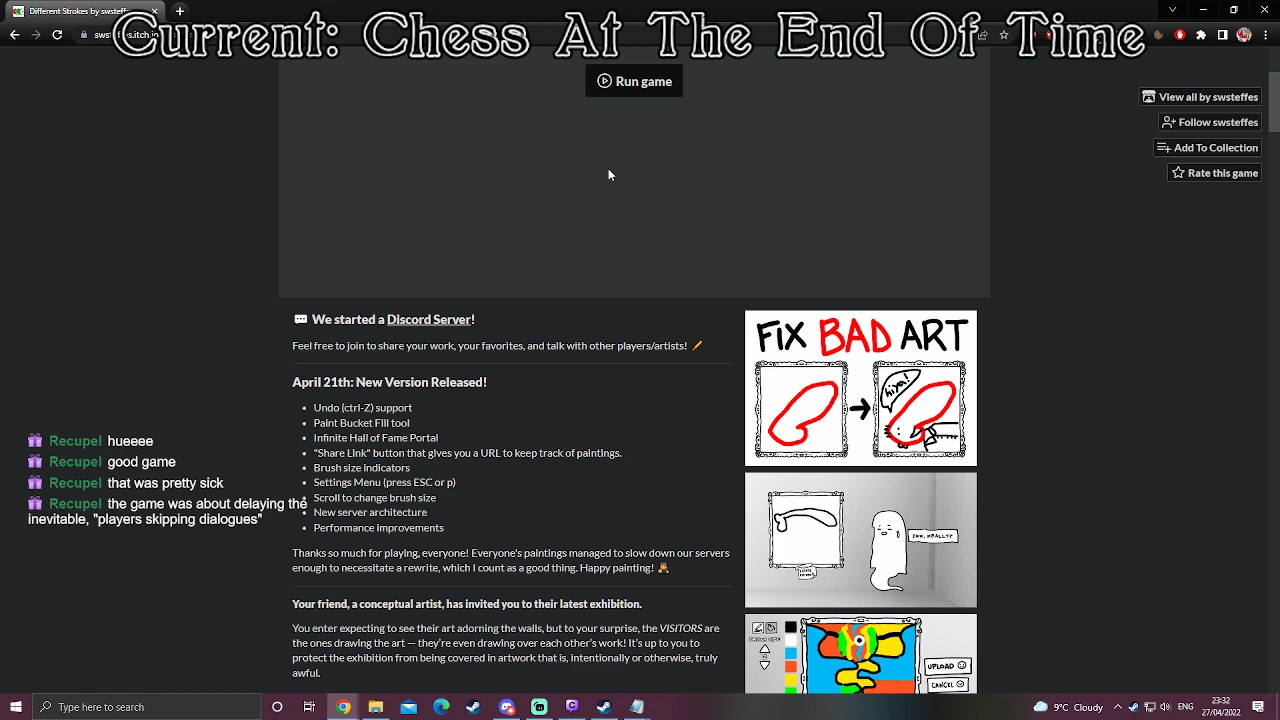 Current: Chess At The End Of Time
Run game
View all by swsteffes
Follow swsteffes
Add To Collection
Rate this game
We started a Discord Server!
Feel free to join to share your work, your favorites, and talk with other players/artists!
April 21th: New Version Released!
Undo (ctrl-Z) support
Paint Bucket FIll tool
Infinite Hall of Fame Portal
"Share LInk" button that gives you a URL to keep track of paintings.
Brush size indicators
Settings Menu (press ESC or p)
Scroll to change brush size
New server architecture
Performance improvements
Thanks so much for playing, everyone! Everyone's paintings managed to slow down our servers
enough to necessitate a rewrite, which I count as a good thing. Happy painting!
Your friend, a conceptual artist, has invited you to their latest exhibition.
You enter expecting to see their art adorning the walls, but to your surprise, the VISITORS are
the ones drawing the art — they're even drawing over each other's work! It's up to you to
protect the exhibition from being covered in artwork that is, intentionally or otherwise, truly
awful.
FIX BAD ART
hiya!
EHH, REALLY?
UPLOAD
CANCEL
Recupel hueeee
Recupel good game
Recupel that was pretty sick
Recupel the game was about delaying the
inevitable, "players skipping dialogues"
Type here to search
9°C Cloudy
23:32
27/04/2022